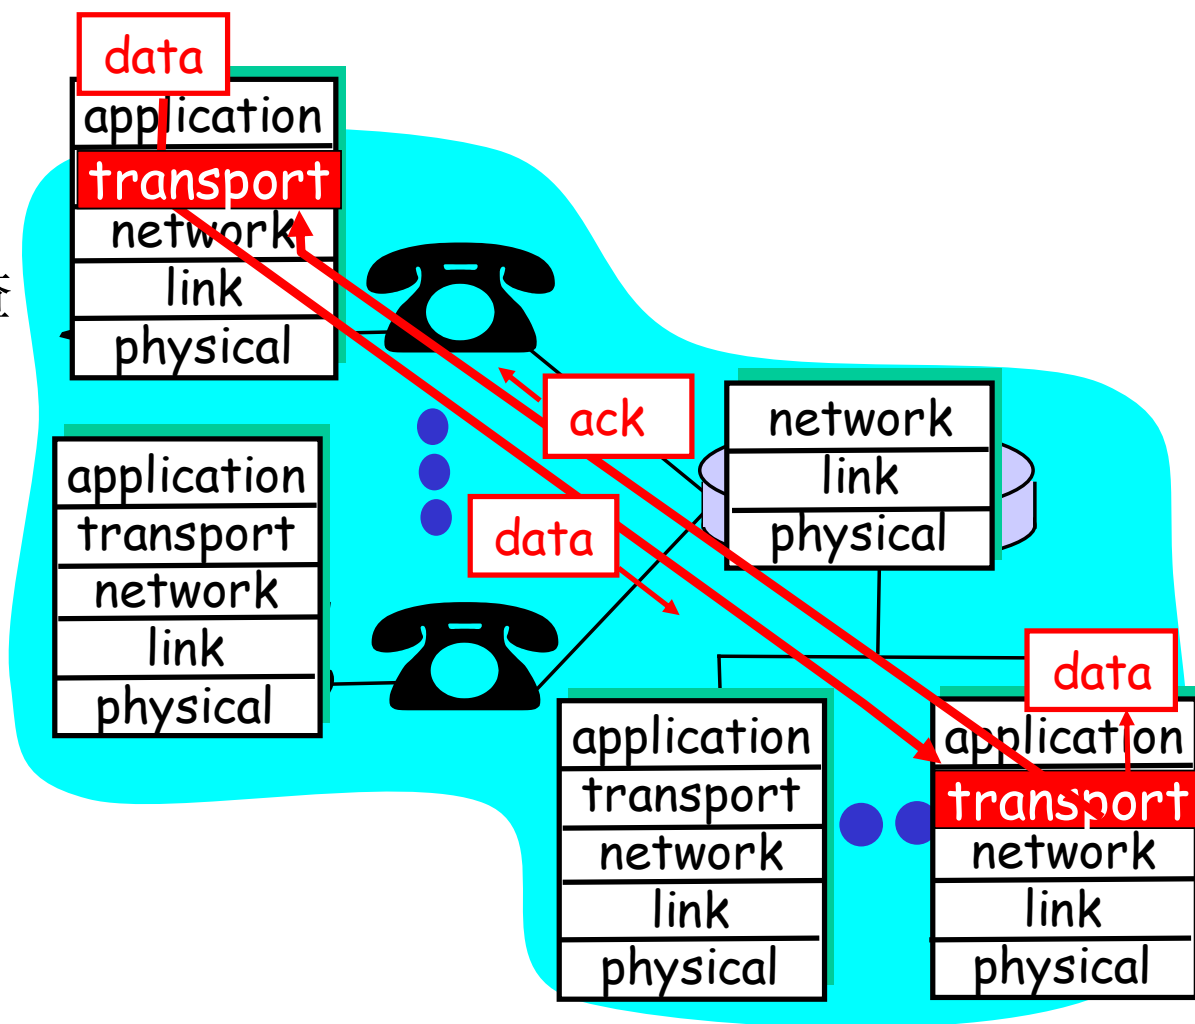 data
application
transport
network
link
physical
ack
data
network
link
physical
application
transport
network
link
physical
data
application
transport
network
link
physical
application
transport
network
link
physical